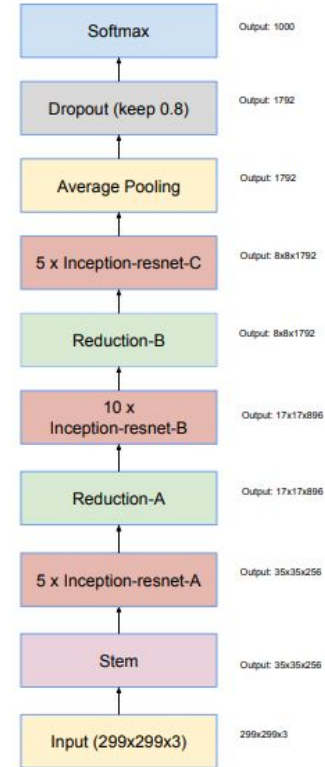 Softmax
Output: 1000
Dropout (keep 0.8)
Output: 1792
Average Pooling
Output: 1792
5 x Inception-resnet-C
Output: 8x8x1792
Reduction-B
Output: 8x8x1792
10 x
Inception-resnet-B
Output: 17x17x896
Reduction-A
Output: 17x17x896
5 x Inception-resnet-A
Output: 35x35x256
Stem
Output: 35x35x256
Input (299x299x3)
299x299x3